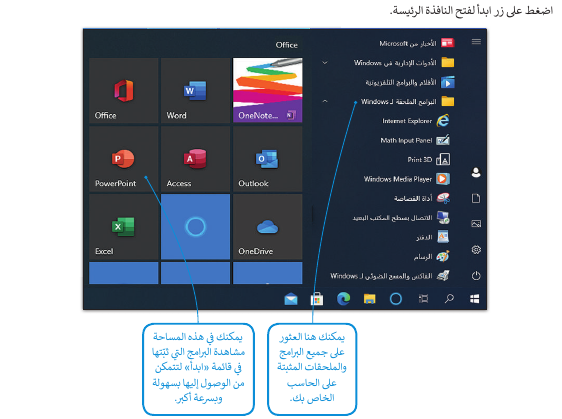 اضغط على زر ابدأ لفتح النافذة الرئيسة.
الأخبار من Microsoft
الأدوات الإدارية في Windows
الأفلام والبرامج التلفزيونية
البرامج الملحقة لـ Windows
Internet Explorer
Math Input Panel
Print 3D
Windows Media Player
أداة القصاصة
الاتصال بسطح المكتب البعيد
الدفتر
الرسام
الفاكس والمسح الضوئي لـ Windows
Office
Office
Word
OneNote...
PowerPoint
Access
Outlook
Excel
OneDrive
يمكنك هنا العثور
على جميع البرامج
والملحقات المثبتة
على الحاسب
الخاص بك.
يمكنك في هذه المساحة
مشاهدة البرامج التي ثبّتها
في قائمة «ابدأ» لتتمكن
من الوصول إليها بسهولة
وبسرعة أكبر.